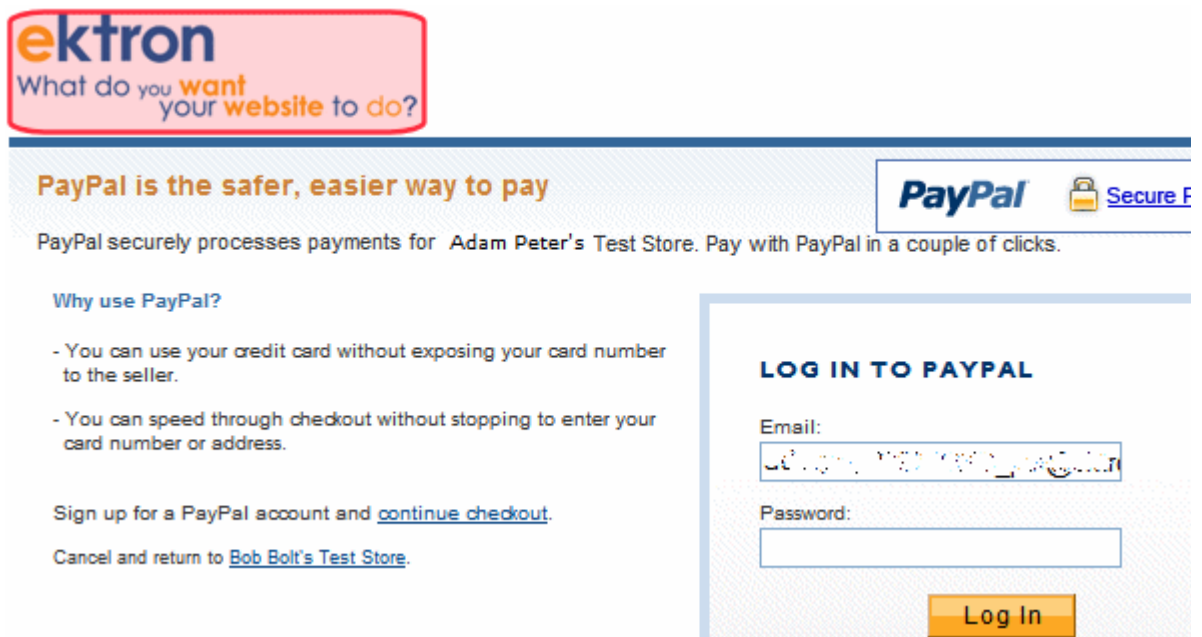 ektron
What do you want
your website to do?
PayPal is the safer, easier way to pay
PayPal Secure
PayPal securely processes payments for Adam Peter's Test Store. Pay with PayPal in a couple of clicks.
Why use PayPal?
- You can use your credit card without exposing your card number
to the seller.
- You can speed through checkout without stopping to enter your
card number or address.
Sign up for a PayPal account and continue checkout.
Cancel and return to Bob Bolt's Test Store.
LOG IN TO PAYPAL
Email:
Password:
Log In